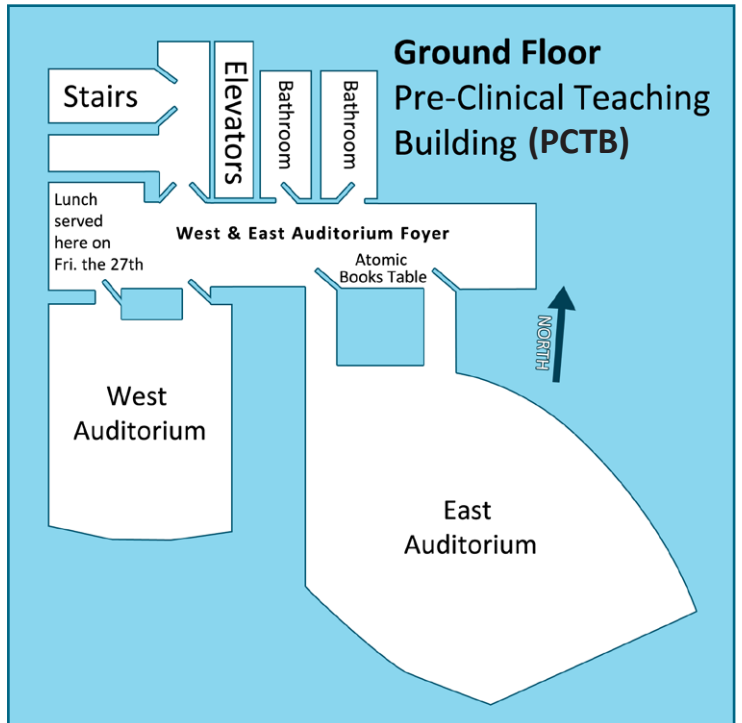 Ground Floor
Pre-Clinical Teaching
Building (PCTB)
Stairs
Elevators
Bathroom
Bathroom
Lunch
served
here on
Fri. the 27th
West & East Auditorium Foyer
Atomic
Books Table
NORTH
West
Auditorium
East
Auditorium